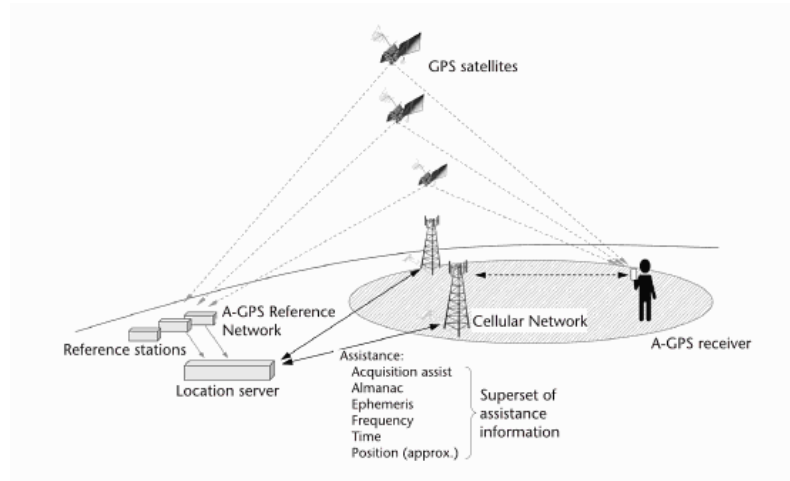 GPS satellites
A-GPS Reference
Network
Reference stations
Location server
Cellular Network
A-GPS receiver
Assistance:
Acquisition assist
Almanac
Ephemeris
Frequency
Time
Position (approx.)
Superset of
assistance
information